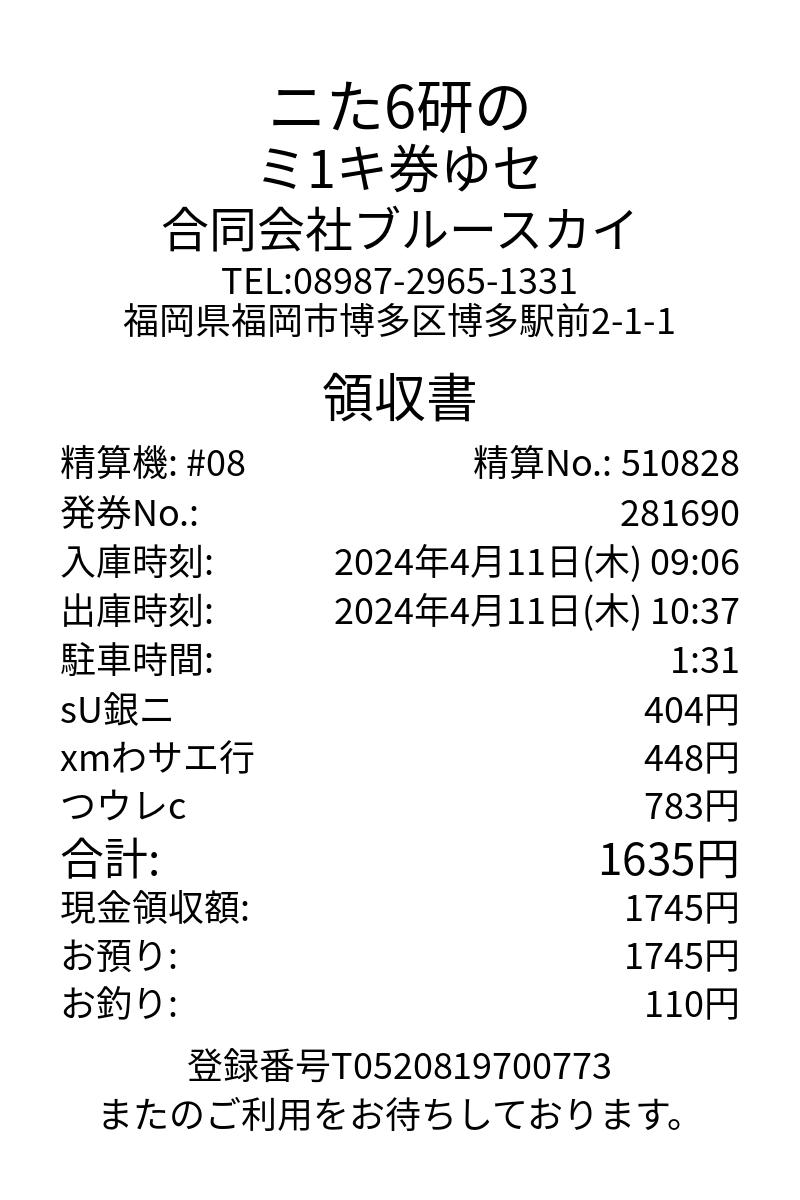 ニた6研の
ミ1キ券ゆセ
合同会社ブルースカイ
TEL:08987-2965-1331
福岡県福岡市博多区博多駅前2-1-1
領収書
精算機: #08 精算No.: 510828
発券No.: 281690
入庫時刻: 2024年4月11日(木) 09:06
出庫時刻: 2024年4月11日(木) 10:37
駐車時間: 1:31
sU銀ニ 404円
xmわサエ行 448円
つウレc 783円
合計: 1635円
現金領収額: 1745円
お預り: 1745円
お釣り: 110円
登録番号T0520819700773
またのご利用をお待ちしております。